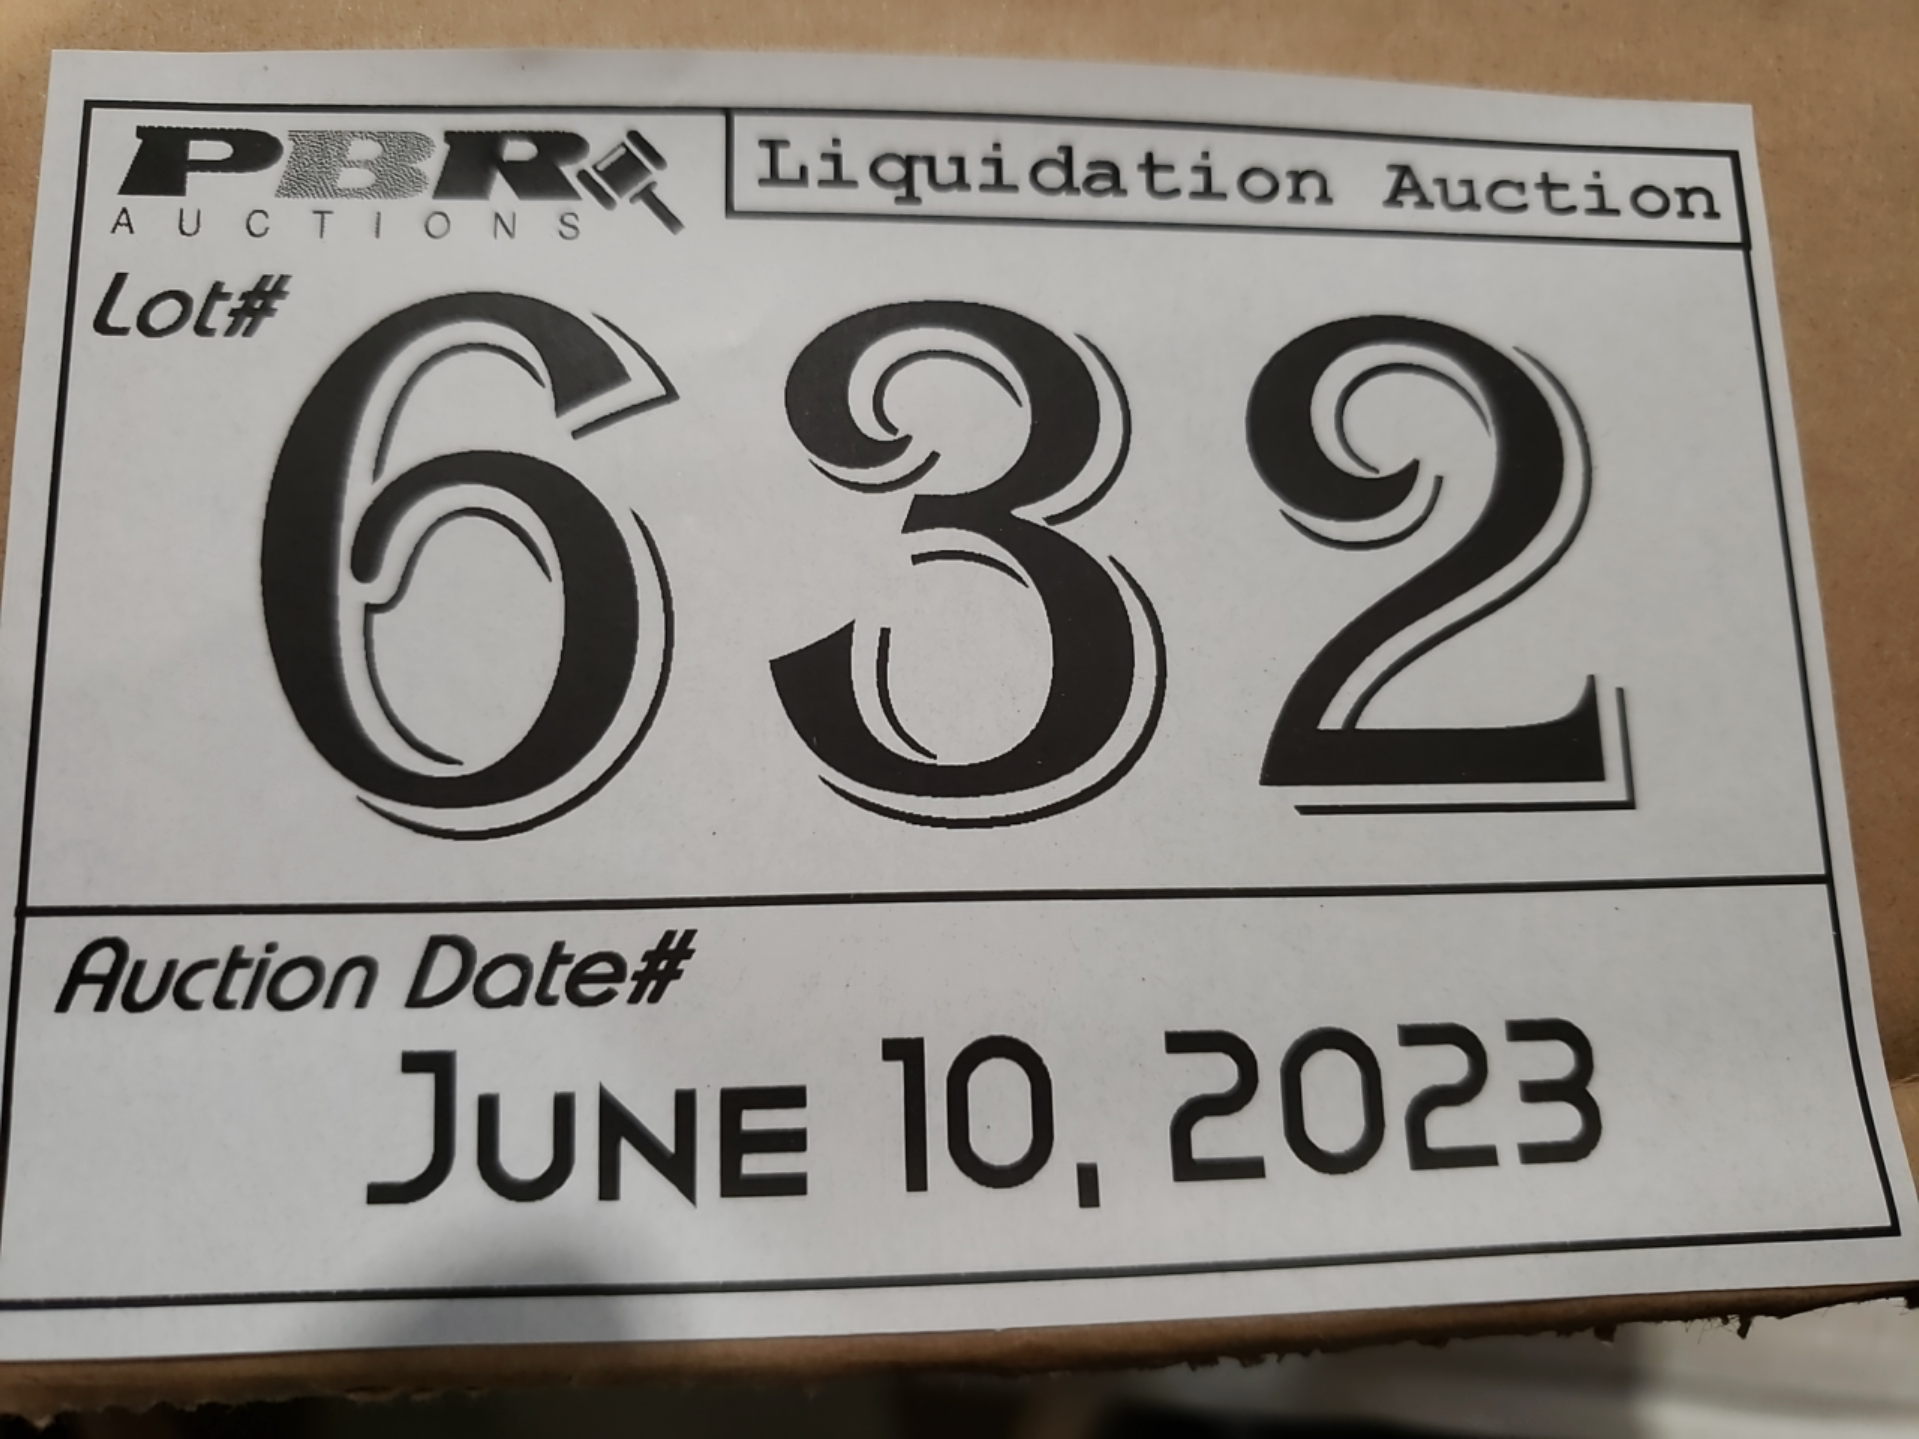 PBR
AUCTIONS
Liquidation Auction
Lot#
632
Auction Date#
JUNE 10, 2023